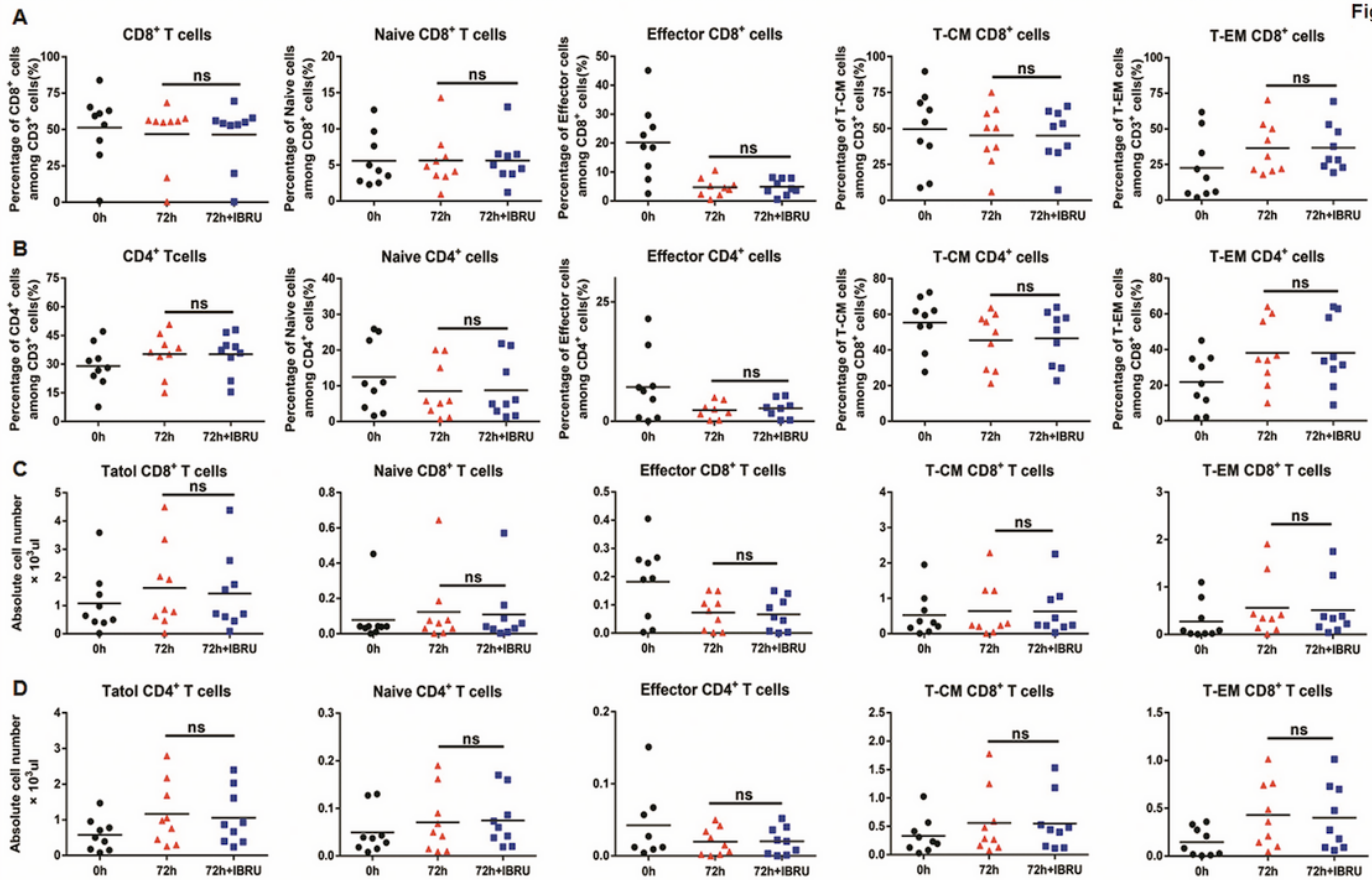 Fig
A
CD8⁺ T cells
Percentage of CD8⁺ cells
among CD3⁺ cells(%)
100
75
50
25
0
ns
0h 72h 72h+IBRU
Naive CD8⁺ T cells
Percentage of Naive cells
among CD8⁺
20
15
10
5
0
ns
0h 72h 72h+IBRU
Effector CD8⁺ cells
Percentage of Effector cells
among CD8⁺ cells(%)
50
40
30
20
10
0
ns
0h 72h 72h+IBRU
T-CM CD8⁺ cells
Percentage of T-CM cells
among CD3⁺ cells(%)
100
75
50
25
0
ns
0h 72h 72h+IBRU
T-EM CD8⁺ cells
Percentage of T-EM cells
among CD3⁺ cells(%)
100
75
50
25
0
ns
0h 72h 72h+IBRU
B
CD4⁺ Tcells
Percentage of CD4⁺ cells
among CD3⁺ cells(%)
75
60
45
30
15
0
ns
0h 72h 72h+IBRU
Naive CD4⁺ cells
Percentage of Naive cells
among CD4⁺
40
30
20
10
0
ns
0h 72h 72h+IBRU
Effector CD4⁺ cells
Percentage of Effector cells
among CD4⁺ cells(%)
25
0
ns
0h 72h 72h+IBRU
T-CM CD4⁺ cells
Percentage of T-CM cells
among CD8⁺ cells(%)
80
60
40
20
0
ns
0h 72h 72h+IBRU
T-EM CD4⁺ cells
Percentage of T-EM cells
among CD8⁺ cells(%)
80
60
40
20
0
ns
0h 72h 72h+IBRU
C
Tatol CD8⁺ T cells
Absolute cell number
× 10³ul
5
4
3
2
1
0
ns
0h 72h 72h+IBRU
Naive CD8⁺ T cells
0.8
0.6
0.4
0.2
0.0
ns
0h 72h 72h+IBRU
Effector CD8⁺ T cells
0.5
0.4
0.3
0.2
0.1
0.0
ns
0h 72h 72h+IBRU
T-CM CD8⁺ T cells
4
3
2
1
0
ns
0h 72h 72h+IBRU
T-EM CD8⁺ T cells
3
2
1
0
ns
0h 72h 72h+IBRU
D
Tatol CD4⁺ T cells
Absolute cell number
× 10³ul
4
3
2
1
0
ns
0h 72h 72h+IBRU
Naive CD4⁺ T cells
0.3
0.2
0.1
0.0
ns
0h 72h 72h+IBRU
Effector CD4⁺ T cells
0.2
0.1
0.0
ns
0h 72h 72h+IBRU
T-CM CD8⁺ T cells
2.5
2.0
1.5
1.0
0.5
0.0
ns
0h 72h 72h+IBRU
T-EM CD8⁺ T cells
1.5
1.0
0.5
0.0
ns
0h 72h 72h+IBRU